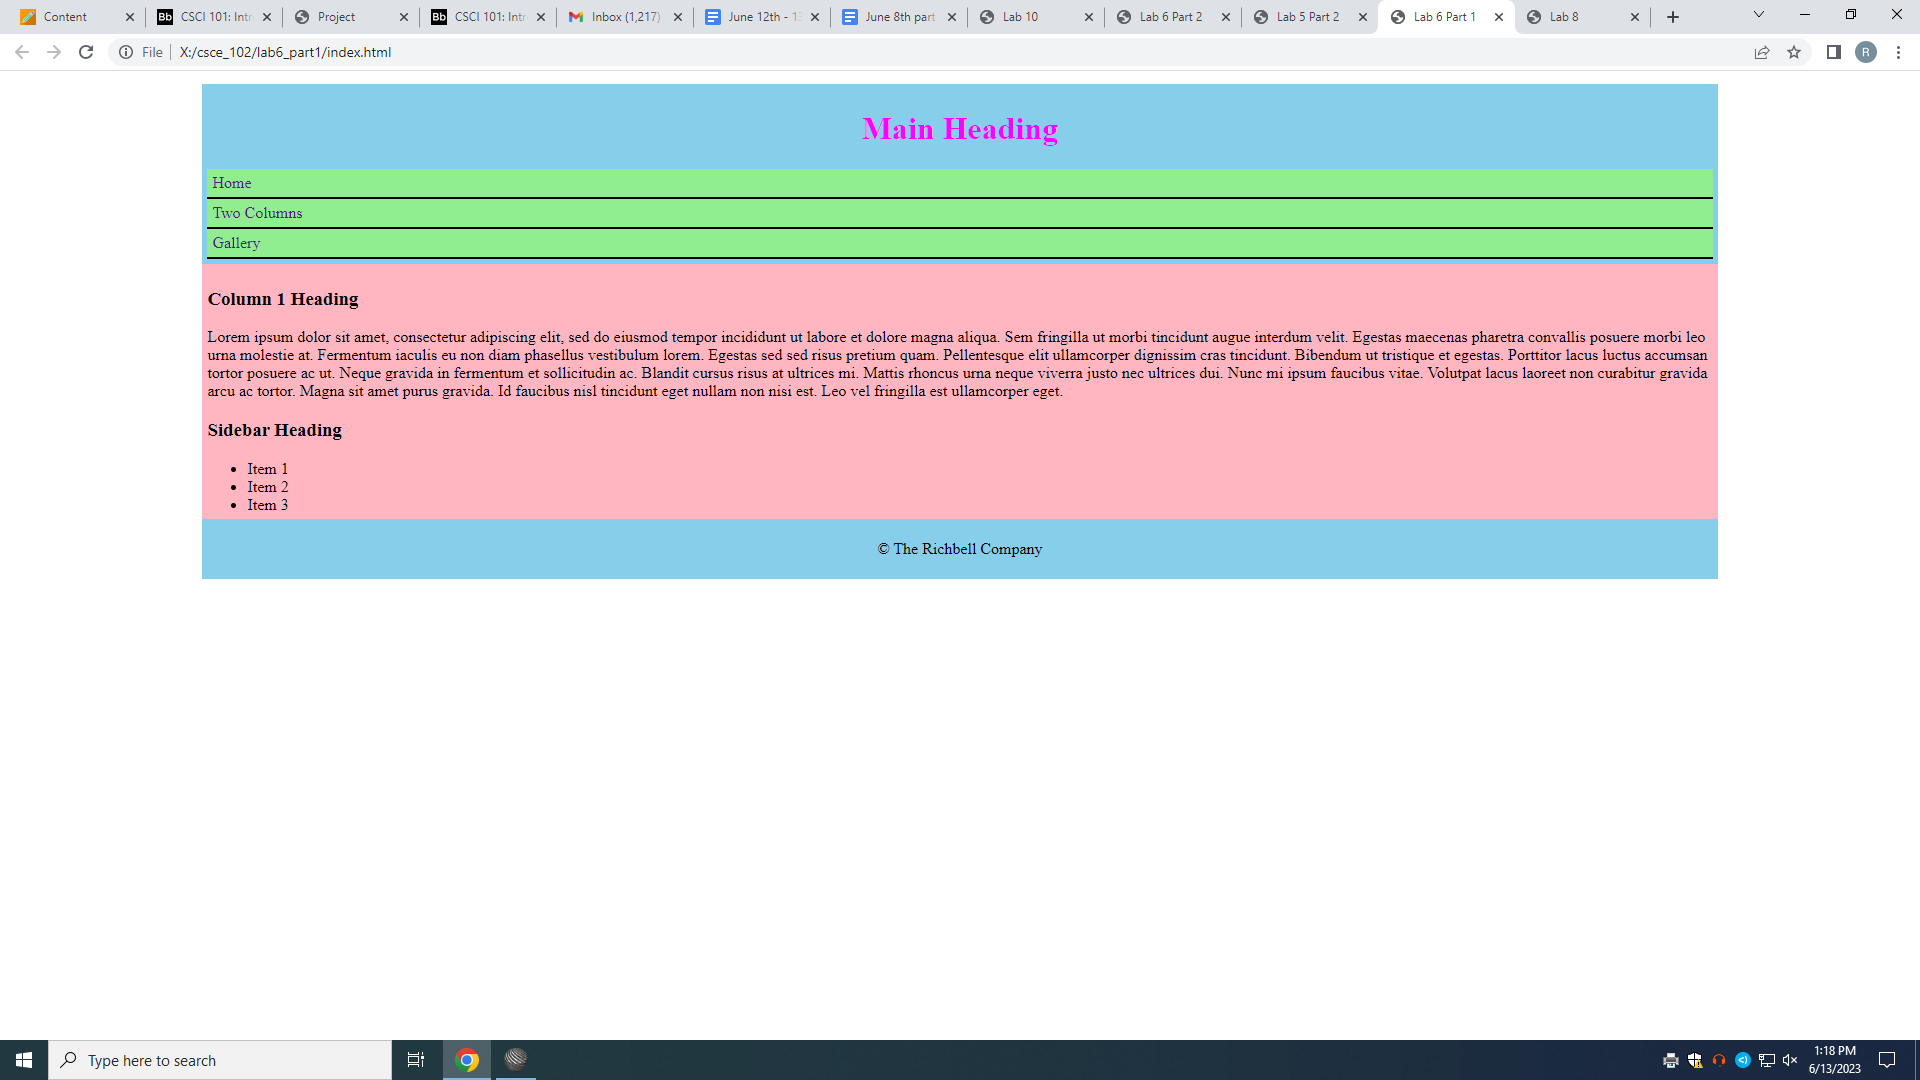 Content
CSCI 101: Intr
Project
CSCI 101: Intr
Inbox (1,217)
June 12th - 13
June 8th part
Lab 10
Lab 6 Part 2
Lab 5 Part 2
Lab 6 Part 1
Lab 8
File
X:/csce_102/lab6_part1/index.html
R
Main Heading
Home
Two Columns
Gallery
Column 1 Heading
Lorem ipsum dolor sit amet, consectetur adipiscing elit, sed do eiusmod tempor incididunt ut labore et dolore magna aliqua. Sem fringilla ut morbi tincidunt augue interdum velit. Egestas maecenas pharetra convallis posuere morbi leo
urna molestie at. Fermentum iaculis eu non diam phasellus vestibulum lorem. Egestas sed sed risus pretium quam. Pellentesque elit ullamcorper dignissim cras tincidunt. Bibendum ut tristique et egestas. Porttitor lacus luctus accumsan
tortor posuere ac ut. Neque gravida in fermentum et sollicitudin ac. Blandit cursus risus at ultrices mi. Mattis rhoncus urna neque viverra justo nec ultrices dui. Nunc mi ipsum faucibus vitae. Volutpat lacus laoreet non curabitur gravida
arcu ac tortor. Magna sit amet purus gravida. Id faucibus nisl tincidunt eget nullam non nisi est. Leo vel fringilla est ullamcorper eget.
Sidebar Heading
• Item 1
• Item 2
• Item 3
© The Richbell Company
Type here to search
1:18 PM
6/13/2023